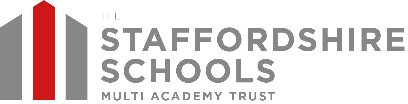 THE
STAFFORDSHIRE
SCHOOLS
MULTI ACADEMY TRUST